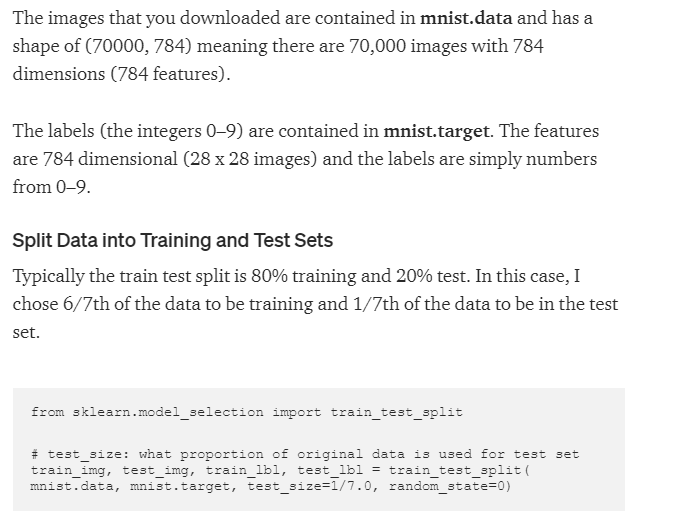 The images that you downloaded are contained in mnist.data and has a
shape of (70000, 784) meaning there are 70,000 images with 784
dimensions (784 features).
The labels (the integers 0–9) are contained in mnist.target. The features
are 784 dimensional (28 x 28 images) and the labels are simply numbers
from 0–9.
Split Data into Training and Test Sets
Typically the train test split is 80% training and 20% test. In this case, I
chose 6/7th of the data to be training and 1/7th of the data to be in the test
set.
from sklearn.model_selection import train_test_split
# test_size: what proportion of original data is used for test set
train_img, test_img, train_lbl, test_lbl = train_test_split(
mnist.data, mnist.target, test_size=1/7.0, random_state=0)